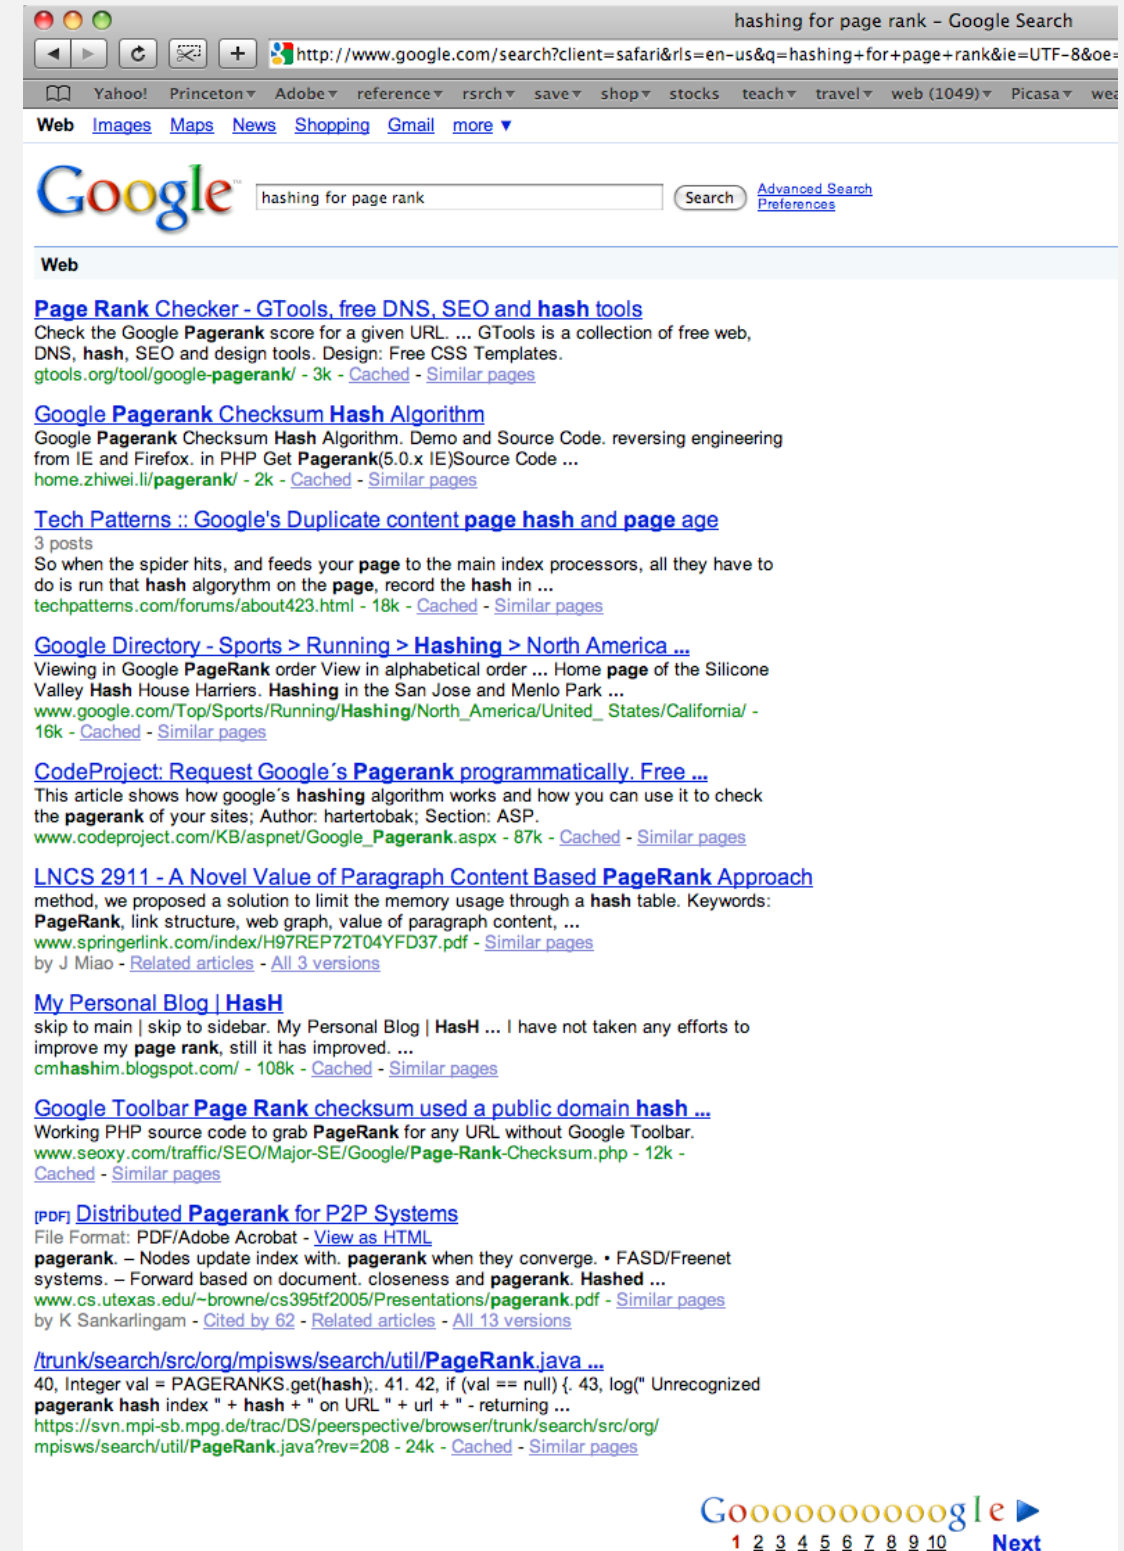 hashing for page rank – Google Search
http://www.google.com/search?client=safari&rls=en-us&q=hashing+for+page+rank&ie=UTF-8&oe=
Yahoo! Princeton Adobe reference rsrch save shop stocks teach travel web (1049) Picasa wea
Web Images Maps News Shopping Gmail more ▼
Google™ hashing for page rank Search Advanced Search
Preferences
Web
Page Rank Checker - GTools, free DNS, SEO and hash tools
Check the Google Pagerank score for a given URL. ... GTools is a collection of free web,
DNS, hash, SEO and design tools. Design: Free CSS Templates.
gtools.org/tool/google-pagerank/ - 3k - Cached - Similar pages
Google Pagerank Checksum Hash Algorithm
Google Pagerank Checksum Hash Algorithm. Demo and Source Code. reversing engineering
from IE and Firefox. in PHP Get Pagerank(5.0.x IE)Source Code ...
home.zhiwei.li/pagerank/ - 2k - Cached - Similar pages
Tech Patterns :: Google's Duplicate content page hash and page age
3 posts
So when the spider hits, and feeds your page to the main index processors, all they have to
do is run that hash algorythm on the page, record the hash in ...
techpatterns.com/forums/about423.html - 18k - Cached - Similar pages
Google Directory - Sports > Running > Hashing > North America ...
Viewing in Google PageRank order View in alphabetical order ... Home page of the Silicone
Valley Hash House Harriers. Hashing in the San Jose and Menlo Park ...
www.google.com/Top/Sports/Running/Hashing/North_America/United_ States/California/ -
16k - Cached - Similar pages
CodeProject: Request Google´s Pagerank programmatically. Free ...
This article shows how google´s hashing algorithm works and how you can use it to check
the pagerank of your sites; Author: hartertobak; Section: ASP.
www.codeproject.com/KB/aspnet/Google_Pagerank.aspx - 87k - Cached - Similar pages
LNCS 2911 - A Novel Value of Paragraph Content Based PageRank Approach
method, we proposed a solution to limit the memory usage through a hash table. Keywords:
PageRank, link structure, web graph, value of paragraph content, ...
www.springerlink.com/index/H97REP72T04YFD37.pdf - Similar pages
by J Miao - Related articles - All 3 versions
My Personal Blog | HasH
skip to main | skip to sidebar. My Personal Blog | HasH ... I have not taken any efforts to
improve my page rank, still it has improved. ...
cmhashim.blogspot.com/ - 108k - Cached - Similar pages
Google Toolbar Page Rank checksum used a public domain hash ...
Working PHP source code to grab PageRank for any URL without Google Toolbar.
www.seoxy.com/traffic/SEO/Major-SE/Google/Page-Rank-Checksum.php - 12k -
Cached - Similar pages
[PDF] Distributed Pagerank for P2P Systems
File Format: PDF/Adobe Acrobat - View as HTML
pagerank. – Nodes update index with. pagerank when they converge. • FASD/Freenet
systems. – Forward based on document. closeness and pagerank. Hashed ...
www.cs.utexas.edu/~browne/cs395tf2005/Presentations/pagerank.pdf - Similar pages
by K Sankarlingam - Cited by 62 - Related articles - All 13 versions
/trunk/search/src/org/mpisws/search/util/PageRank.java ...
40, Integer val = PAGERANKS.get(hash);. 41. 42, if (val == null) {. 43, log(" Unrecognized
pagerank hash index " + hash + " on URL " + url + " - returning ...
https://svn.mpi-sb.mpg.de/trac/DS/peerspective/browser/trunk/search/src/org/
mpisws/search/util/PageRank.java?rev=208 - 24k - Cached - Similar pages
Goooooooooogle
1 2 3 4 5 6 7 8 9 10 Next